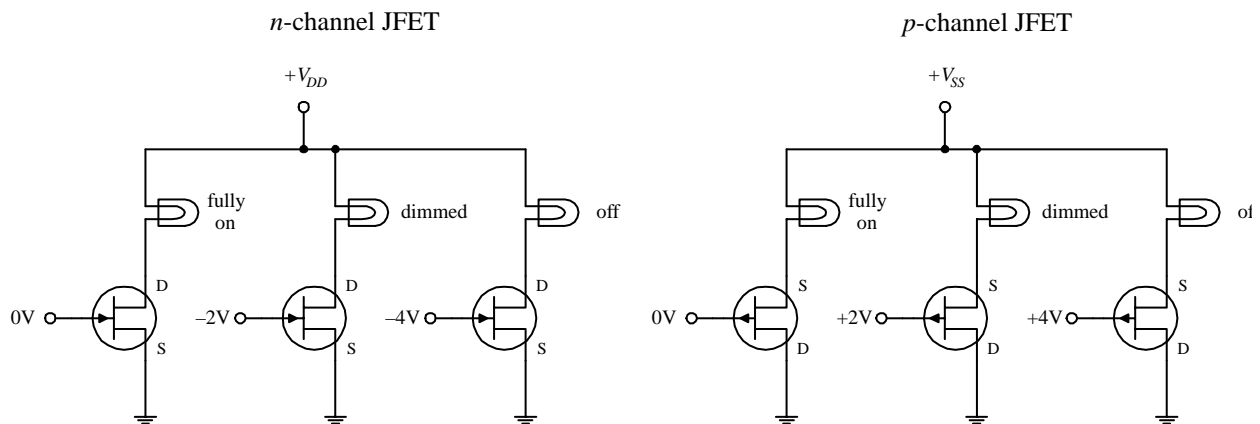 n-channel JFET
p-channel JFET
+VDD
+VSS
fully
on
dimmed
off
fully
on
dimmed
of
D
D
D
S
S
S
0V
–2V
–4V
0V
+2V
+4V
S
S
S
D
D
D